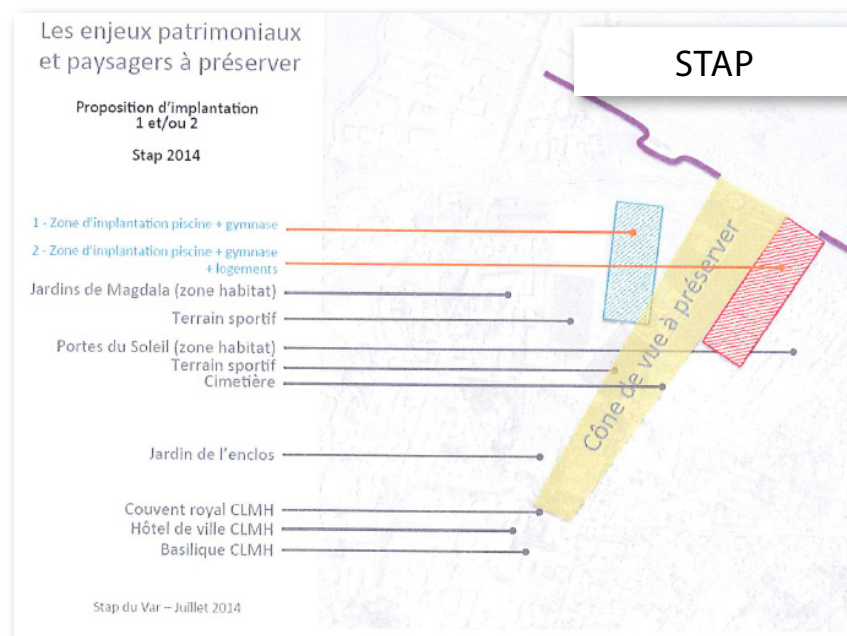 Les enjeux patrimoniaux
et paysagers à préserver
STAP
Proposition d'implantation
1 et/ou 2
Stap 2014
1 - Zone d'implantation piscine + gymnase
2 - Zone d'implantation piscine + gymnase
+ logements
Jardins de Magdala (zone habitat)
Terrain sportif
Portes du Soleil (zone habitat)
Terrain sportif
Cimetière
Jardin de l'enclos
Couvent royal CLMH
Hôtel de ville CLMH
Basilique CLMH
Cône de vue à préserver
Stap du Var – Juillet 2014